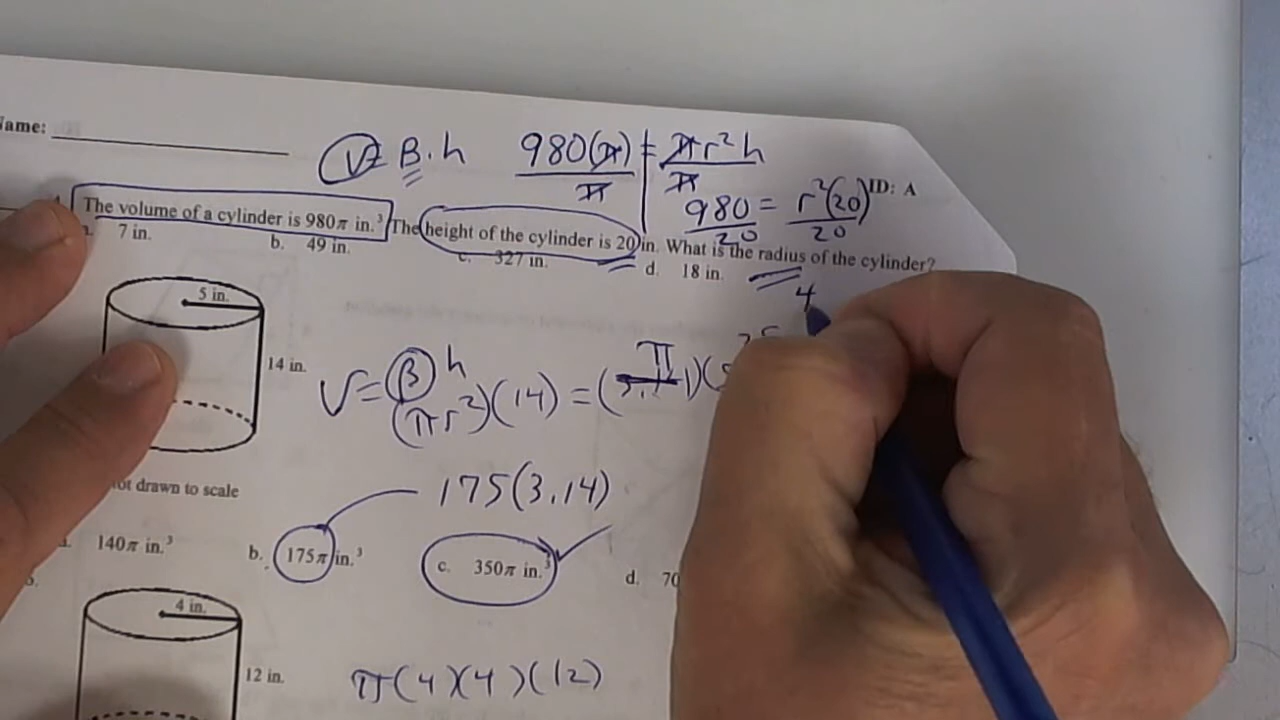 Name:
V = B · h
980(π) = πr²h
π π
ID: A
980 = r²(20)
20 20
The volume of a cylinder is 980π in.³ The height of the cylinder is 20 in. What is the radius of the cylinder?
7 in. b. 49 in. c. 327 in. d. 18 in.
4
5 in.
14 in.
V = B h
(πr²)(14) = (π)(5
175(3.14)
not drawn to scale
140π in.³ b. 175π in.³ c. 350π in.³ d. 70
4 in.
12 in.
π(4)(4)(12)